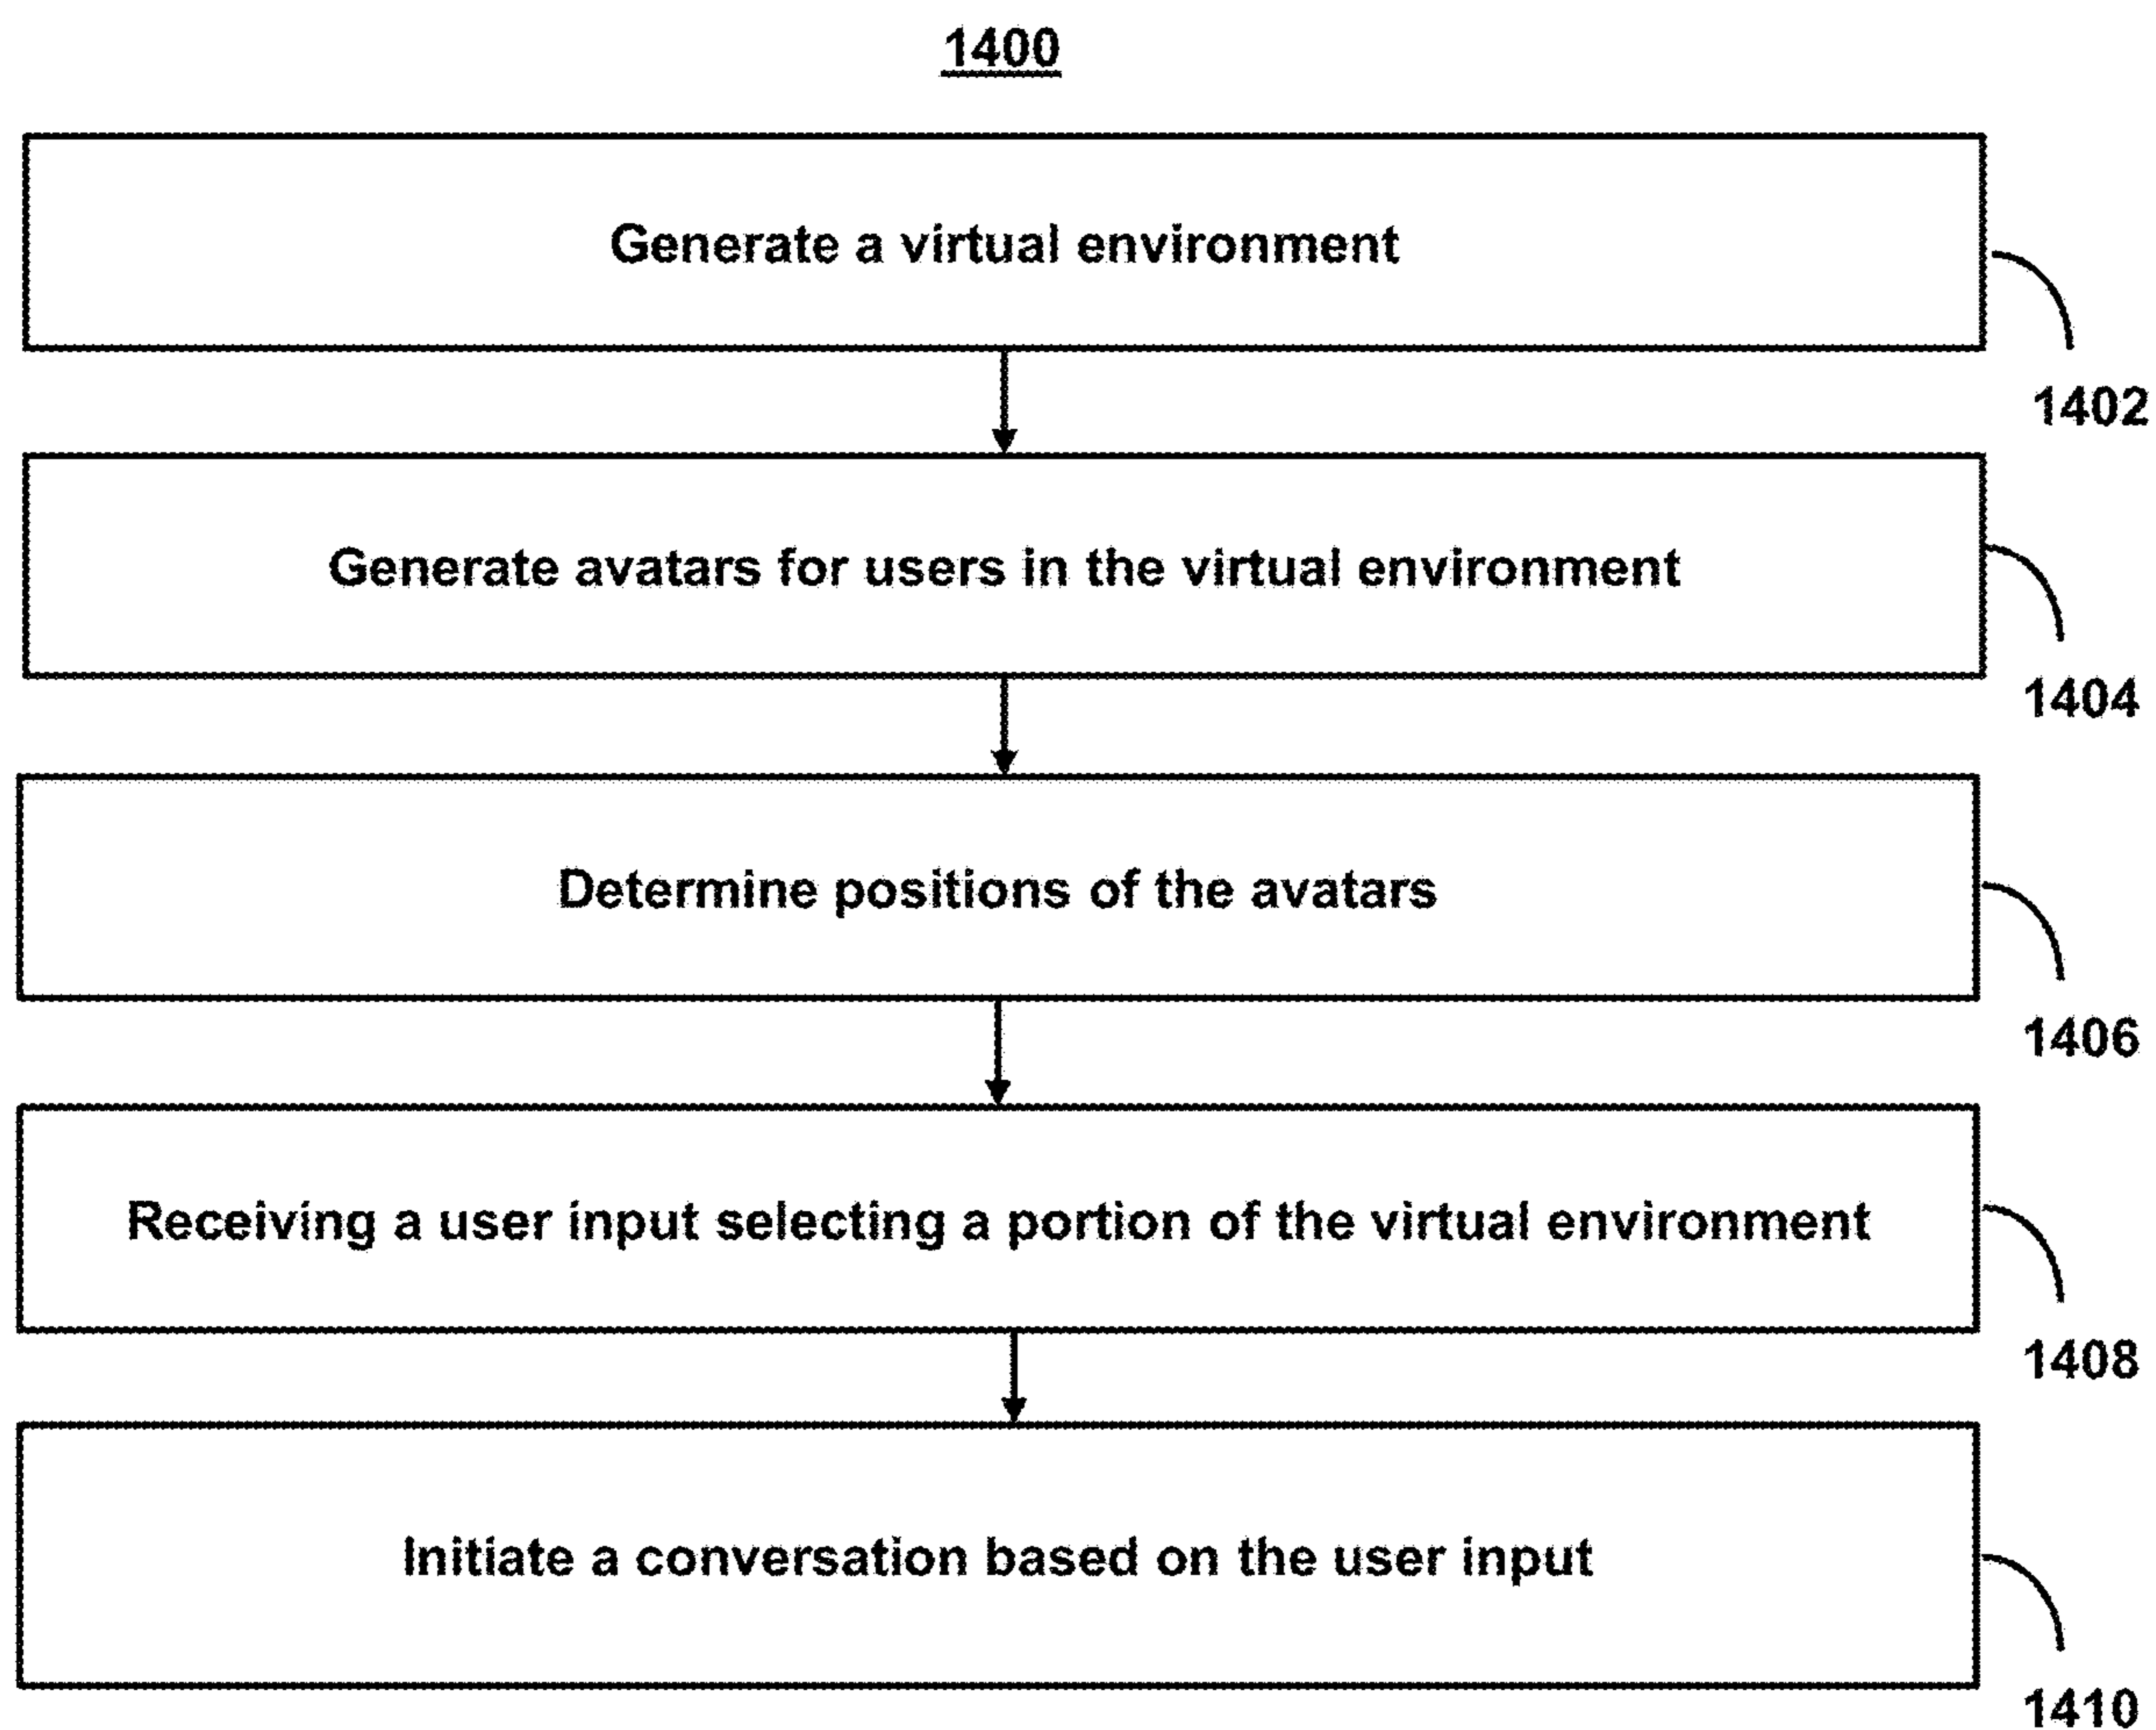 1400
Generate a virtual environment
1402
Generate avatars for users in the virtual environment
1404
Determine positions of the avatars
1406
Receiving a user input selecting a portion of the virtual environment
1408
Initiate a conversation based on the user input
1410